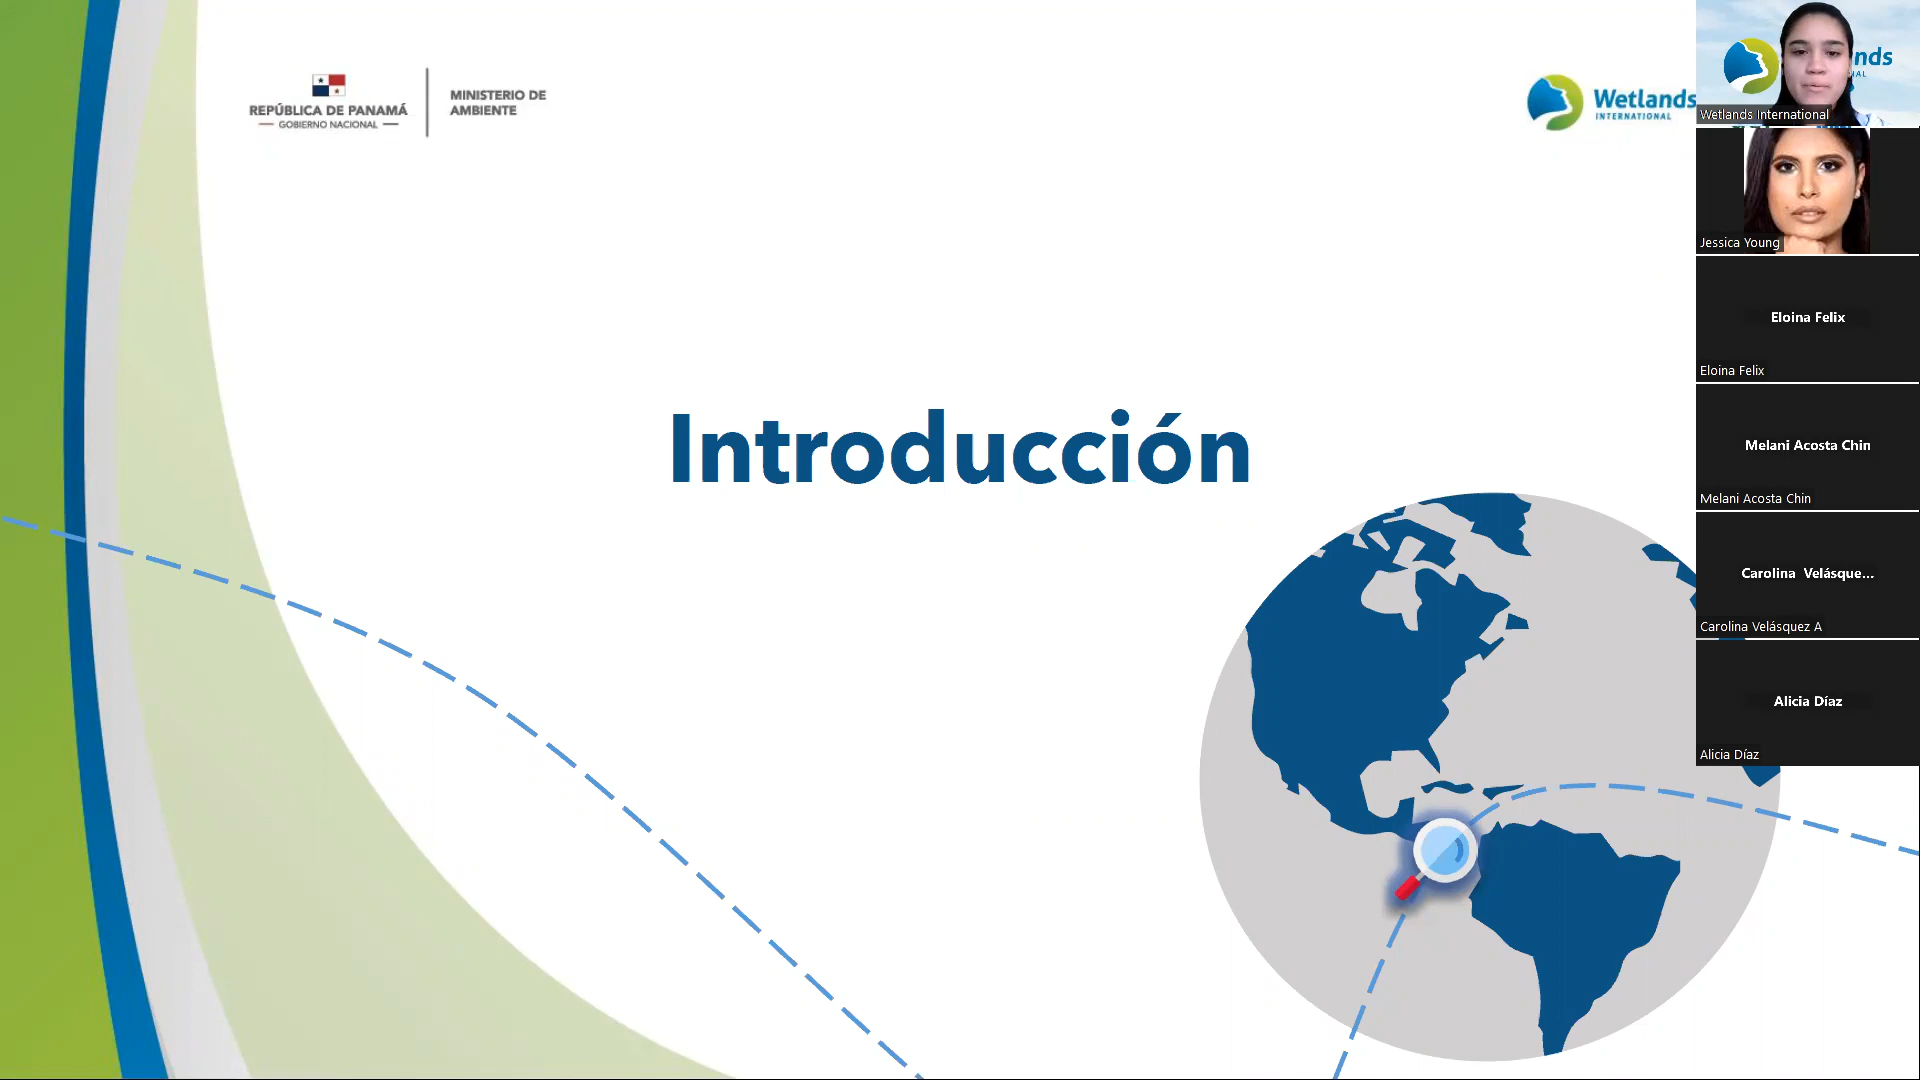 REPÚBLICA DE PANAMÁ
GOBIERNO NACIONAL
MINISTERIO DE
AMBIENTE
Wetlands
INTERNATIONAL
Introducción
nds
Wetlands International
Jessica Young
Eloina Felix
Eloina Felix
Melani Acosta Chin
Melani Acosta Chin
Carolina Velásque...
Carolina Velásquez A
Alicia Díaz
Alicia Díaz